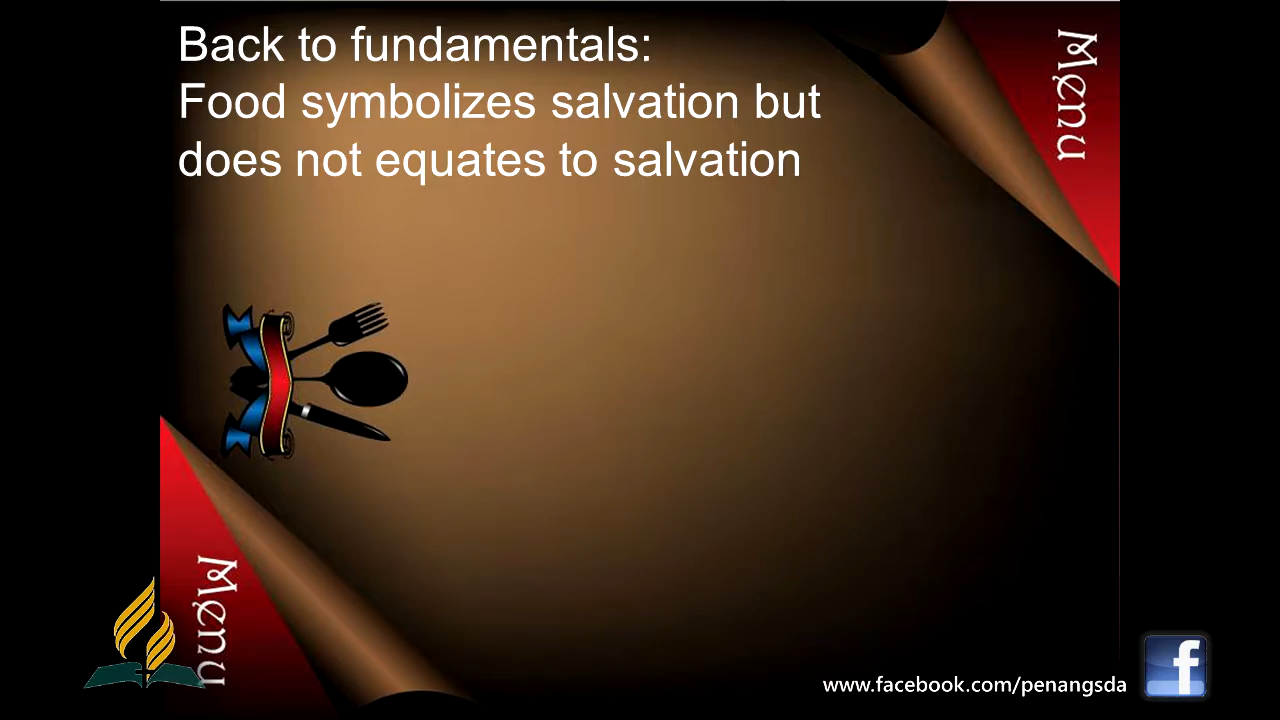 Back to fundamentals:
Food symbolizes salvation but
does not equates to salvation
Menu
Menu
www.facebook.com/penangsda
f